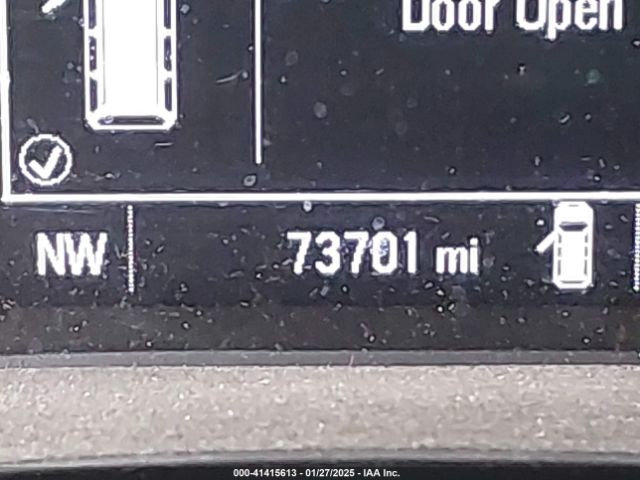 Door Open
NW 73701 mi
000-41415613 - 01/27/2025 - IAA Inc.